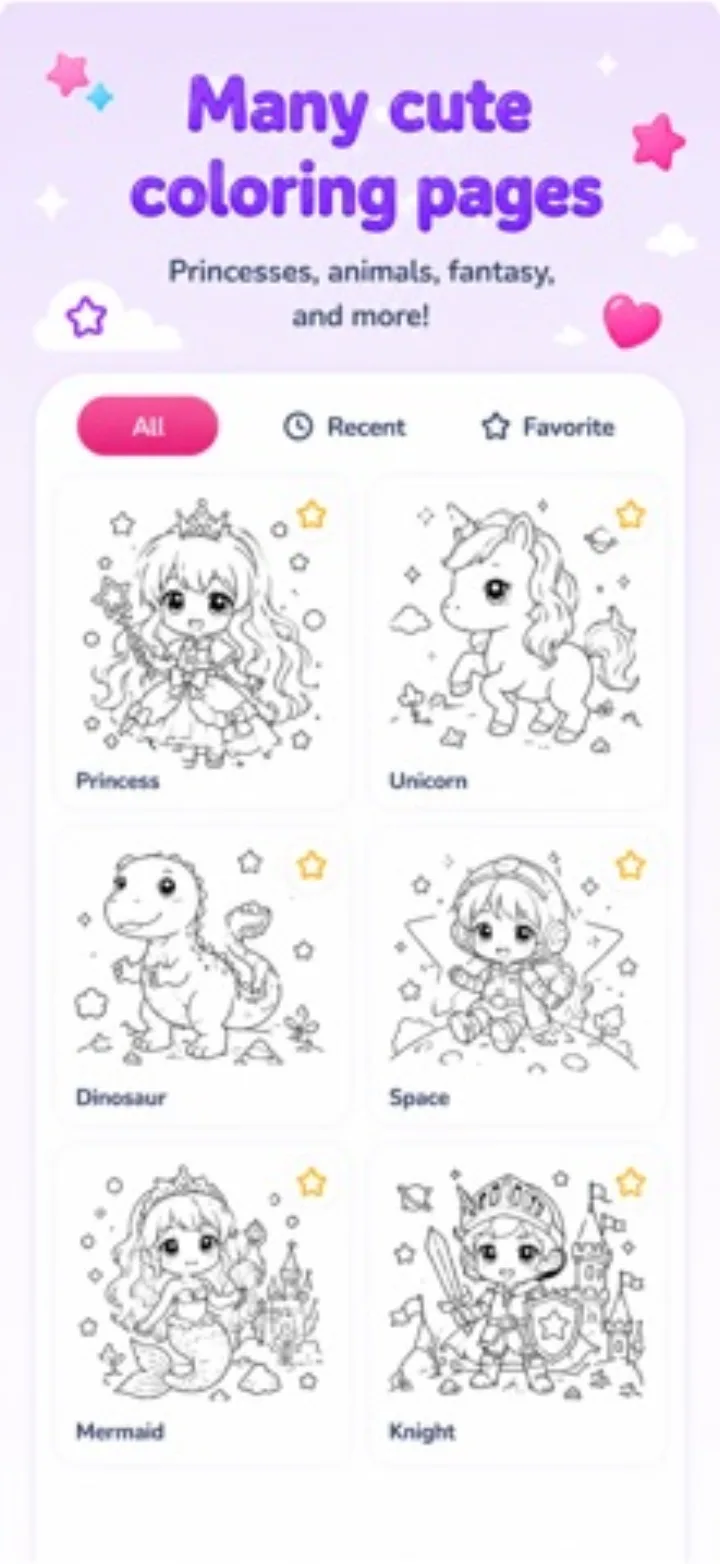 Many cute
coloring pages
Princesses, animals, fantasy,
and more!
All
Recent
Favorite
Princess
Unicorn
Dinosaur
Space
Mermaid
Knight